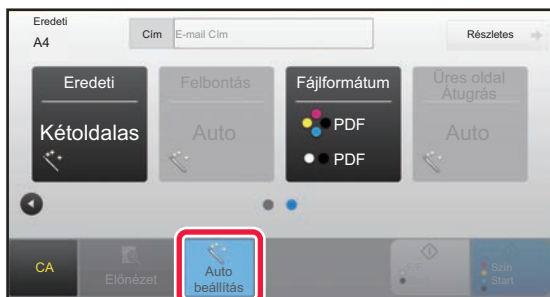 Eredeti
A4
Cím
E-mail Cím
Részletes
Eredeti
Kétoldalas
Felbontás
Auto
Fájlformátum
PDF
PDF
Üres oldal
Átugrás
Auto
CA
Előnézet
Auto
beállítás
Szín
Start